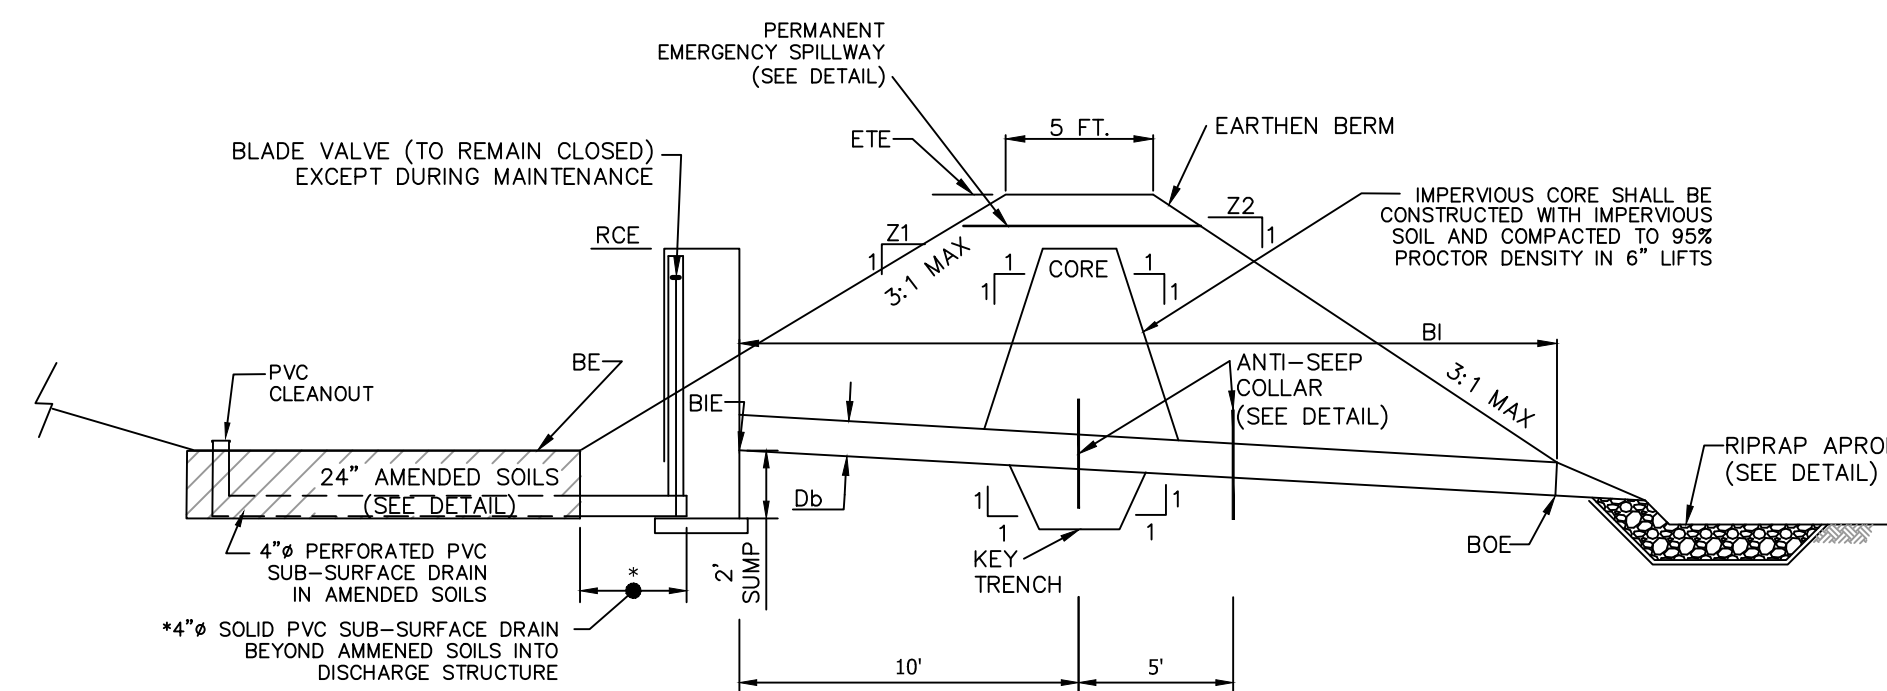 PERMANENT
EMERGENCY SPILLWAY
(SEE DETAIL)
5 FT.
EARTHEN BERM
ETE
BLADE VALVE (TO REMAIN CLOSED)
EXCEPT DURING MAINTENANCE
IMPERVIOUS CORE SHALL BE
CONSTRUCTED WITH IMPERVIOUS
SOIL AND COMPACTED TO 95%
PROCTOR DENSITY IN 6" LIFTS
RCE
Z1
1
3:1 MAX
Z2
1
CORE
1
1
1
1
BI
BE
PVC
CLEANOUT
ANTI-SEEP
COLLAR
(SEE DETAIL)
3:1 MAX
BIE
24" AMENDED SOILS
(SEE DETAIL)
Db
1
1
1
1
RIPRAP APRO
(SEE DETAIL)
BOE
4"ø PERFORATED PVC
SUB-SURFACE DRAIN
IN AMENDED SOILS
*
2'
SUMP
KEY
TRENCH
*4"ø SOLID PVC SUB-SURFACE DRAIN
BEYOND AMMENED SOILS INTO
DISCHARGE STRUCTURE
10'
5'